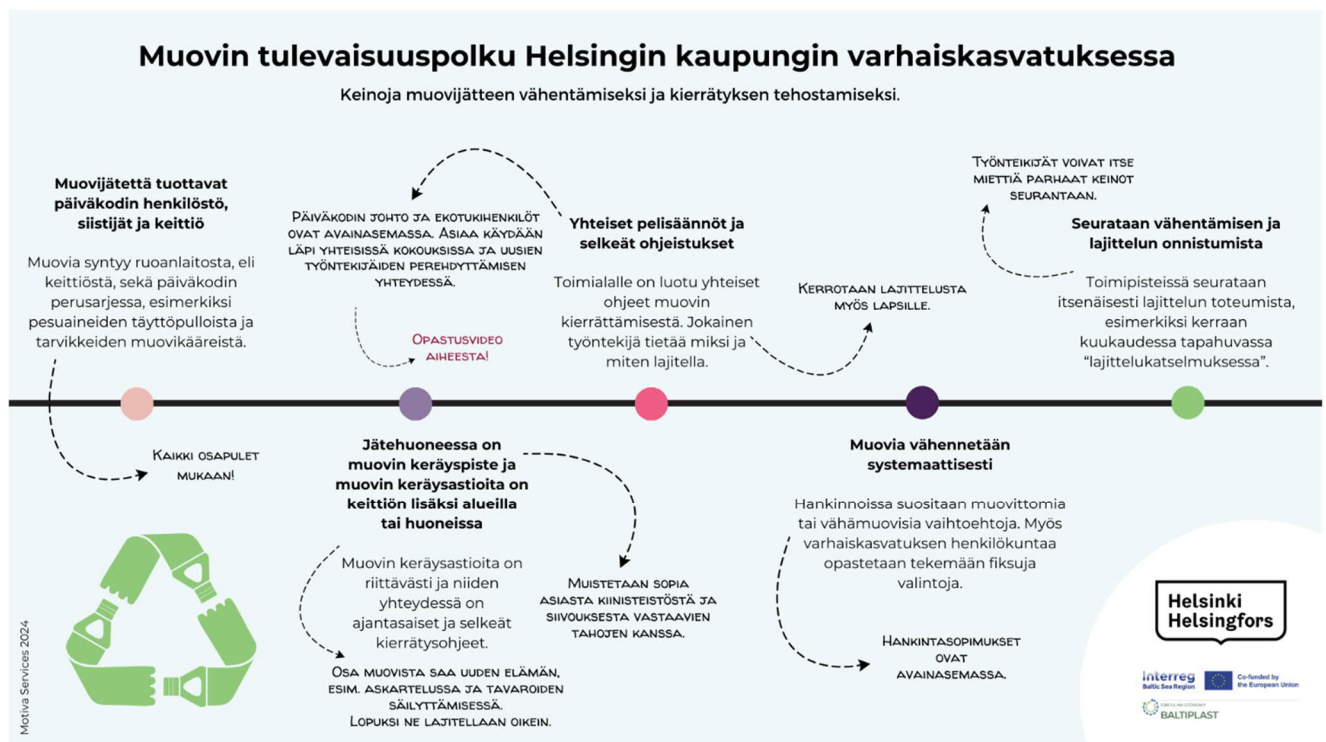 Muovin tulevaisuuspolku Helsingin kaupungin varhaiskasvatuksessa
Keinoja muovijätteen vähentämiseksi ja kierrätyksen tehostamiseksi.
Muovijätettä tuottavat
päiväkodin henkilöstö,
siistijät ja keittiö
Muovia syntyy ruoanlaitosta, eli
keittiöstä, sekä päiväkodin
perusarjessa, esimerkiksi
pesuaineiden täyttöpulloista ja
tarvikkeiden muovikääreistä.
KAIKKI OSAPULET
MUKAAN!
PÄIVÄKODIN JOHTO JA EKOTUKIHENKILÖT
OVAT AVAINASEMASSA. ASIAA KÄYDÄÄN
LÄPI YHTEISISSÄ KOKOUKSISSA JA UUSIEN
TYÖNTEKIJÄIDEN PEREHDYTTÄMISEN
YHTEYDESSÄ.
OPASTUSVIDEO
AIHEESTA!
Jätehuoneessa on
muovin keräyspiste ja
muovin keräysastioita on
keittiön lisäksi alueilla
tai huoneissa
Muovin keräysastioita on
riittävästi ja niiden
yhteydessä on
ajantasaiset ja selkeät
kierrätysohjeet.
OSA MUOVISTA SAA UUDEN ELÄMÄN,
ESIM. ASKARTELUSSA JA TAVAROIDEN
SÄILYTTÄMISESSÄ.
LOPUKSI NE LAJITELLAAN OIKEIN.
MUISTETAAN SOPIA
ASIASTA KIINISTEISTÖSTÄ JA
SIIVOUKSESTA VASTAAVIEN
TAHOJEN KANSSA.
Yhteiset pelisäännöt ja
selkeät ohjeistukset
Toimialalle on luotu yhteiset
ohjeet muovin
kierrättämisestä. Jokainen
työntekijä tietää miksi ja
miten lajitella.
KERROTAAN LAJITTELUSTA
MYÖS LAPSILLE.
Muovia vähennetään
systemaattisesti
Hankinnoissa suositaan muovittomia
tai vähämuovisia vaihtoehtoja. Myös
varhaiskasvatuksen henkilökuntaa
opastetaan tekemään fiksuja
valintoja.
HANKINTASOPIMUKSET
OVAT
AVAINASEMASSA.
TYÖNTEIKIJÄT VOIVAT ITSE
MIETTIÄ PARHAAT KEINOT
SEURANTAAN.
Seurataan vähentämisen ja
lajittelun onnistumista
Toimipisteissä seurataan
itsenäisesti lajittelun toteumista,
esimerkiksi kerraan
kuukaudessa tapahuvassa
“lajittelukatselmuksessa”.
Motiva Services 2024
Helsinki
Helsingfors
Interreg
Baltic Sea Region
Co-funded by
the European Union
CIRCULAR ECONOMY
BALTIPLAST